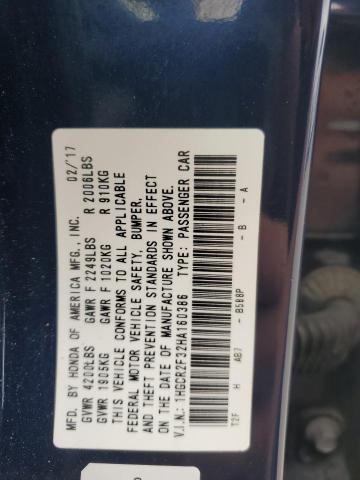 MFD. BY HONDA OF AMERICA MFG., INC. 02/'17
GVWR 4200LBS GAWR F 2249LBS R 2006LBS
GVWR 1905KG GAWR F 1020KG R 910KG
THIS VEHICLE CONFORMS TO ALL APPLICABLE
FEDERAL MOTOR VEHICLE SAFETY, BUMPER,
AND THEFT PREVENTION STANDARDS IN EFFECT
ON THE DATE OF MANUFACTURE SHOWN ABOVE.
V.I.N.: 1HGCR2F32HA160366 TYPE: PASSENGER CAR
T2F H AB7 - B588P - B - A